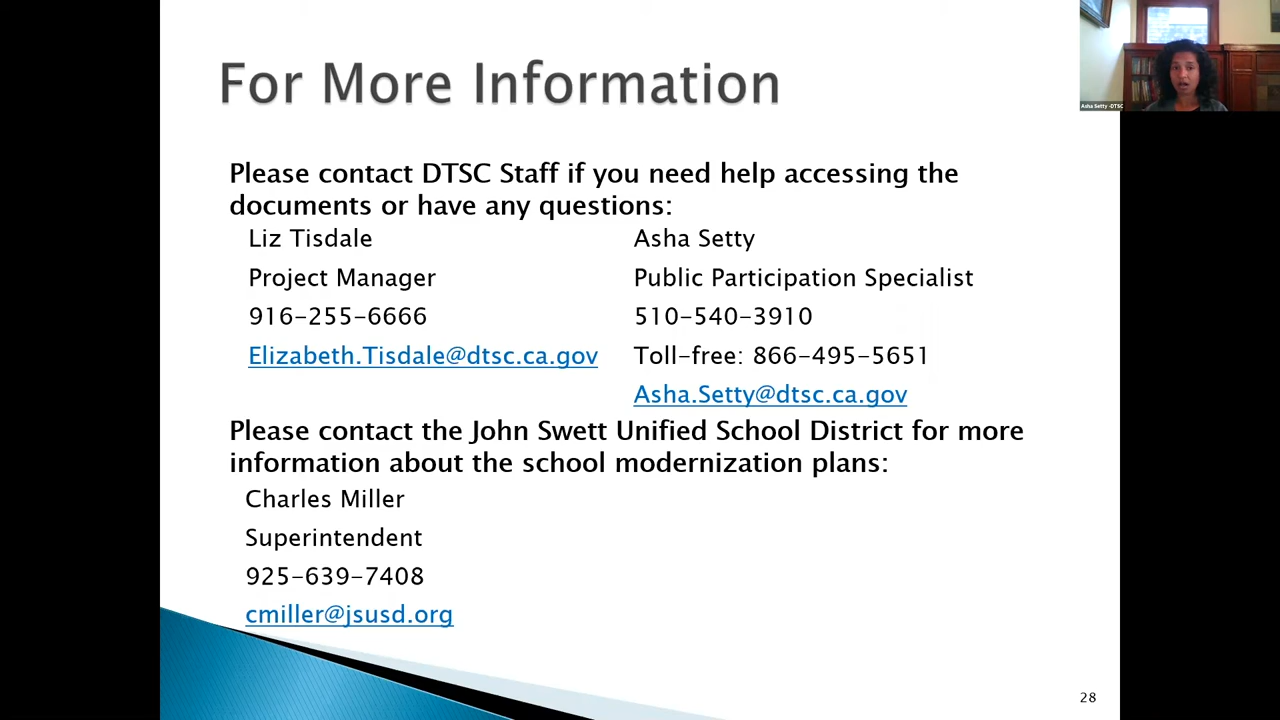 For More Information
Asha Setty -DTSC
Please contact DTSC Staff if you need help accessing the
documents or have any questions:
Liz Tisdale
Project Manager
916-255-6666
Elizabeth.Tisdale@dtsc.ca.gov
Asha Setty
Public Participation Specialist
510-540-3910
Toll-free: 866-495-5651
Asha.Setty@dtsc.ca.gov
Please contact the John Swett Unified School District for more
information about the school modernization plans:
Charles Miller
Superintendent
925-639-7408
cmiller@jsusd.org
28